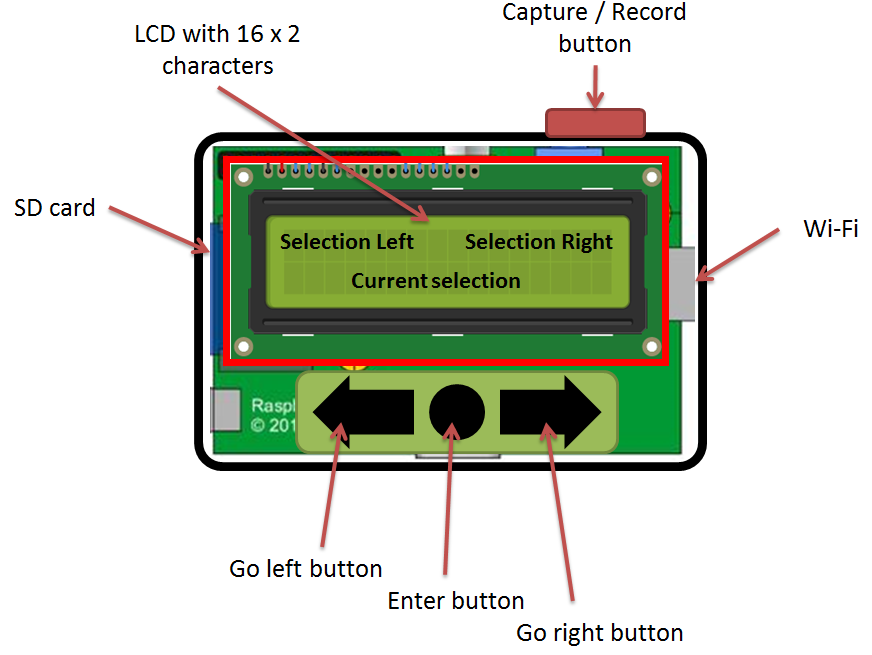 Capture / Record
button
LCD with 16 x 2
characters
SD card
Wi-Fi
Selection Left
Selection Right
Current selection
Rasp
© 201
Go left button
Enter button
Go right button